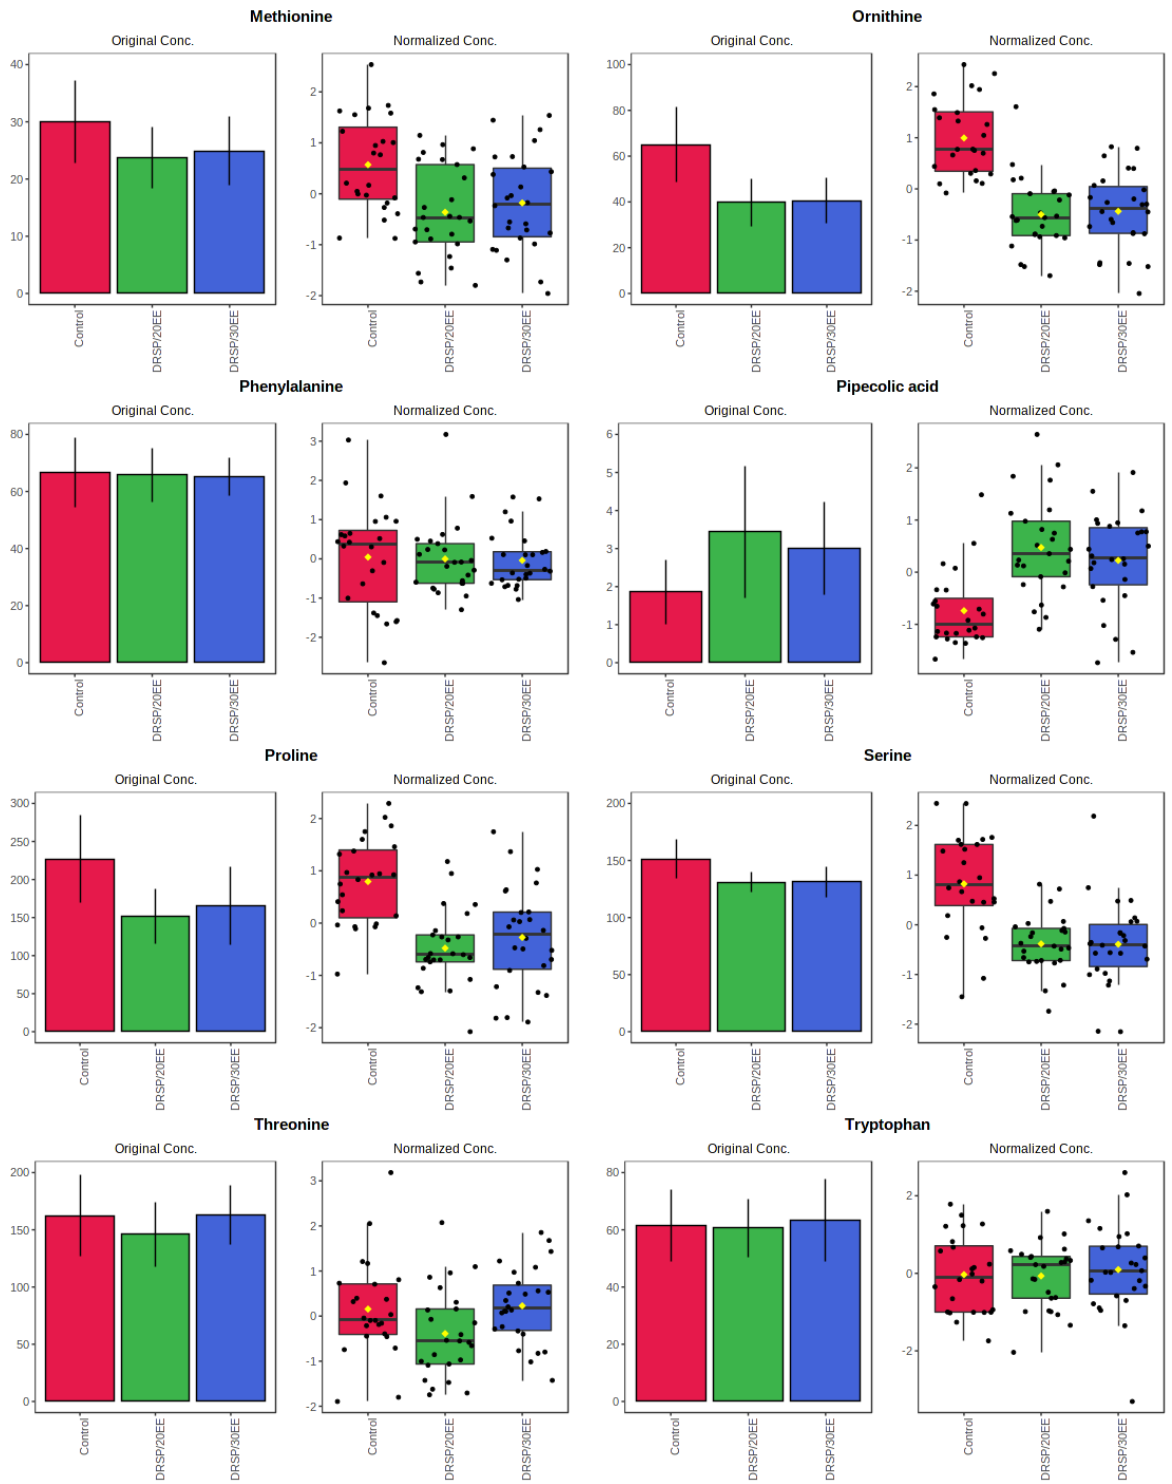 Methionine
Original Conc.
Normalized Conc.
40
30
20
10
0
2
1
0
-1
-2
Control
DRSP/20EE
DRSP/30EE
Control
DRSP/20EE
DRSP/30EE
Ornithine
Original Conc.
Normalized Conc.
100
80
60
40
20
0
2
1
0
-1
-2
Control
DRSP/20EE
DRSP/30EE
Control
DRSP/20EE
DRSP/30EE
Phenylalanine
Original Conc.
Normalized Conc.
80
60
40
20
0
3
2
1
0
-1
-2
Control
DRSP/20EE
DRSP/30EE
Control
DRSP/20EE
DRSP/30EE
Pipecolic acid
Original Conc.
Normalized Conc.
6
5
4
3
2
1
0
2
1
0
-1
Control
DRSP/20EE
DRSP/30EE
Control
DRSP/20EE
DRSP/30EE
Proline
Original Conc.
Normalized Conc.
300
250
200
150
100
50
0
2
1
0
-1
-2
Control
DRSP/20EE
DRSP/30EE
Control
DRSP/20EE
DRSP/30EE
Serine
Original Conc.
Normalized Conc.
200
150
100
50
0
2
1
0
-1
-2
Control
DRSP/20EE
DRSP/30EE
Control
DRSP/20EE
DRSP/30EE
Threonine
Original Conc.
Normalized Conc.
200
150
100
50
0
3
2
1
0
-1
-2
Control
DRSP/20EE
DRSP/30EE
Control
DRSP/20EE
DRSP/30EE
Tryptophan
Original Conc.
Normalized Conc.
80
60
40
20
0
2
0
-2
Control
DRSP/20EE
DRSP/30EE
Control
DRSP/20EE
DRSP/30EE